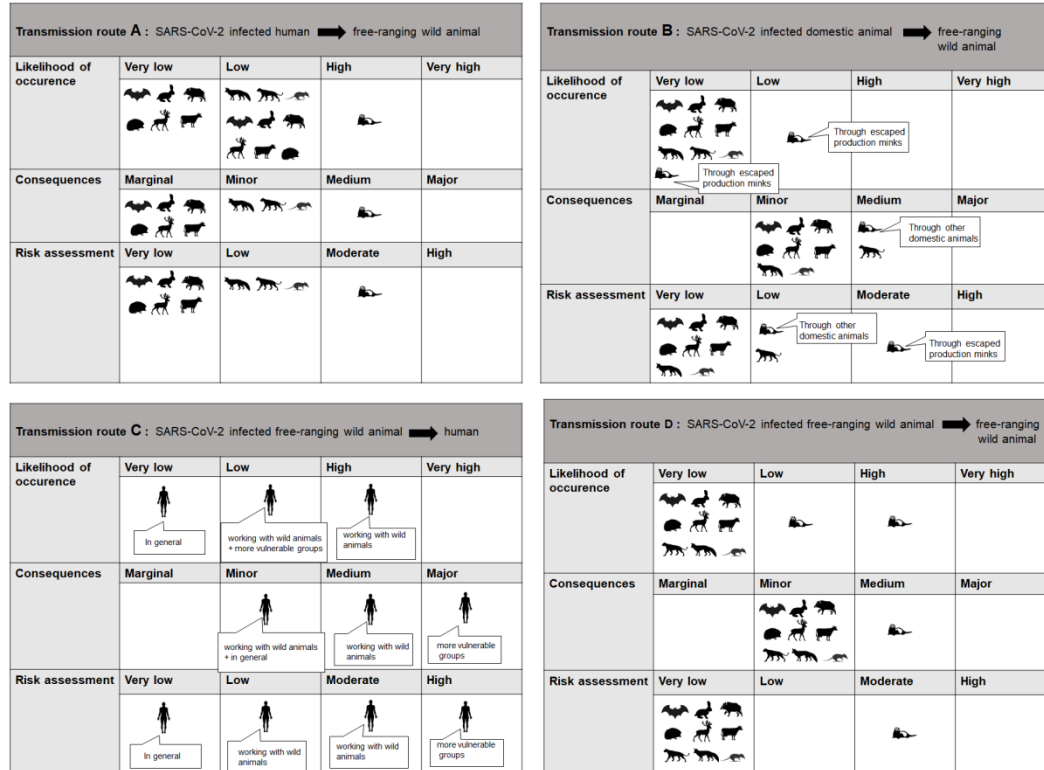 Transmission route A : SARS-CoV-2 infected human free-ranging wild animal
Likelihood of occurence Very low Low High Very high
Consequences Marginal Minor Medium Major
Risk assessment Very low Low Moderate High
Transmission route B : SARS-CoV-2 infected domestic animal free-ranging
wild animal
Likelihood of occurence Very low Low High Very high
Through escaped
production minks
Through escaped
production minks
Consequences Marginal Minor Medium Major
Through other
domestic animals
Risk assessment Very low Low Moderate High
Through other
domestic animals
Through escaped
production minks
Transmission route C : SARS-CoV-2 infected free-ranging wild animal human
Likelihood of occurence Very low Low High Very high
In general
working with wild animals
+ more vulnerable groups
working with wild
animals
Consequences Marginal Minor Medium Major
working with wild animals
+ in general
working with wild
animals
more vulnerable
groups
Risk assessment Very low Low Moderate High
In general
working with wild
animals
working with wild
animals
more vulnerable
groups
Transmission route D : SARS-CoV-2 infected free-ranging wild animal free-ranging
wild animal
Likelihood of occurence Very low Low High Very high
Consequences Marginal Minor Medium Major
Risk assessment Very low Low Moderate High